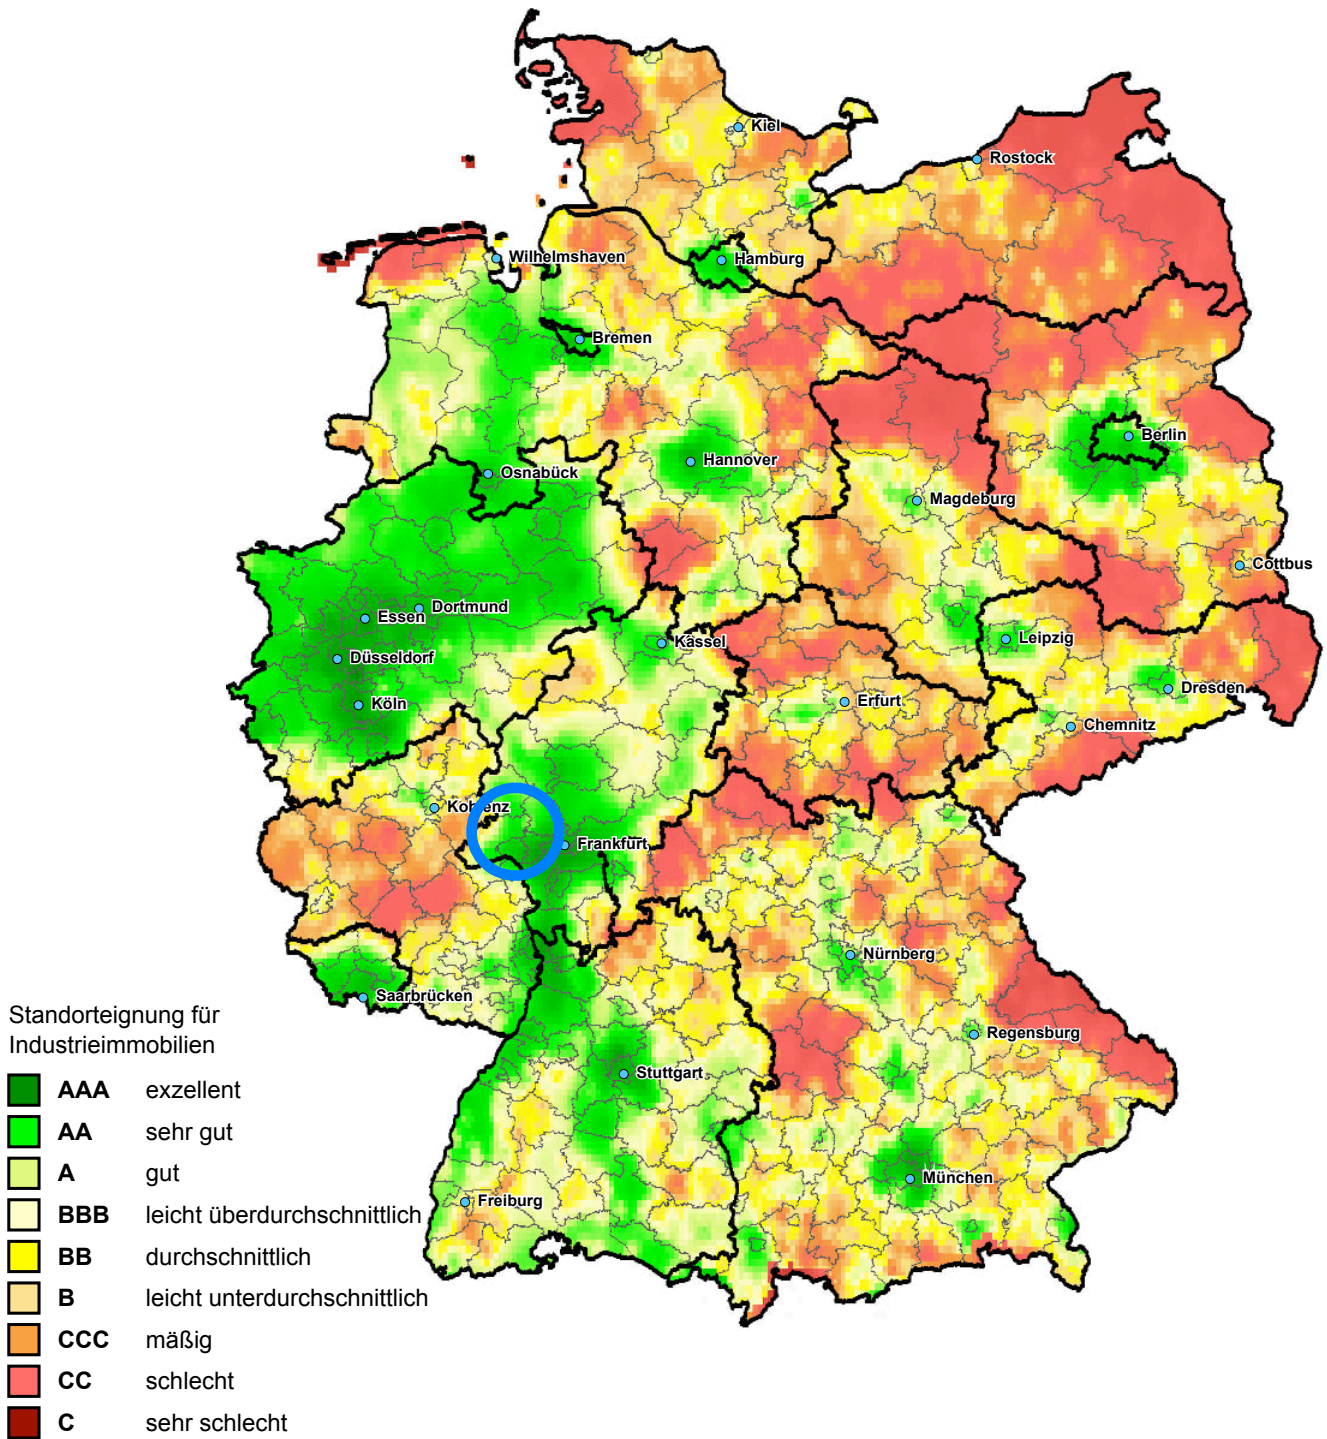 Kiel
Rostock
Wilhelmshaven
Hamburg
Bremen
Berlin
Osnabück
Hannover
Magdeburg
Cottbus
Essen
Dortmund
Kassel
Leipzig
Düsseldorf
Dresden
Köln
Erfurt
Chemnitz
Koblenz
Frankfurt
Nürnberg
Saarbrücken
Regensburg
Stuttgart
München
Freiburg
Standorteignung für
Industrieimmobilien
AAA exzellent
AA sehr gut
A gut
BBB leicht überdurchschnittlich
BB durchschnittlich
B leicht unterdurchschnittlich
CCC mäßig
CC schlecht
C sehr schlecht